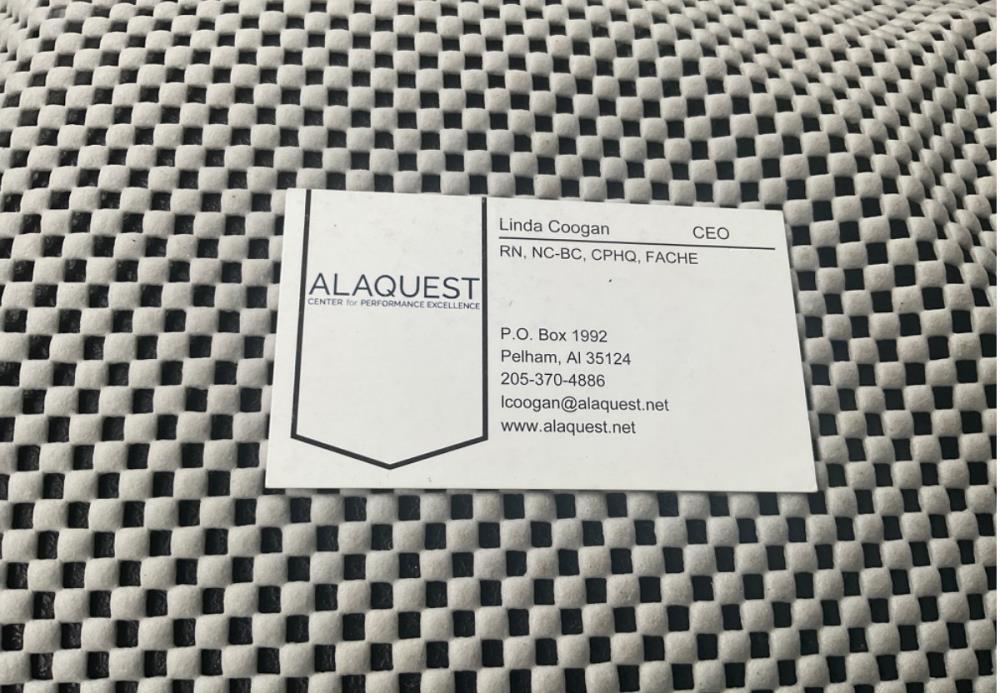 ALAQUEST
CENTER for PERFORMANCE EXCELLENCE
Linda Coogan CEO
RN, NC-BC, CPHQ, FACHE
P.O. Box 1992
Pelham, Al 35124
205-370-4886
lcoogan@alaquest.net
www.alaquest.net